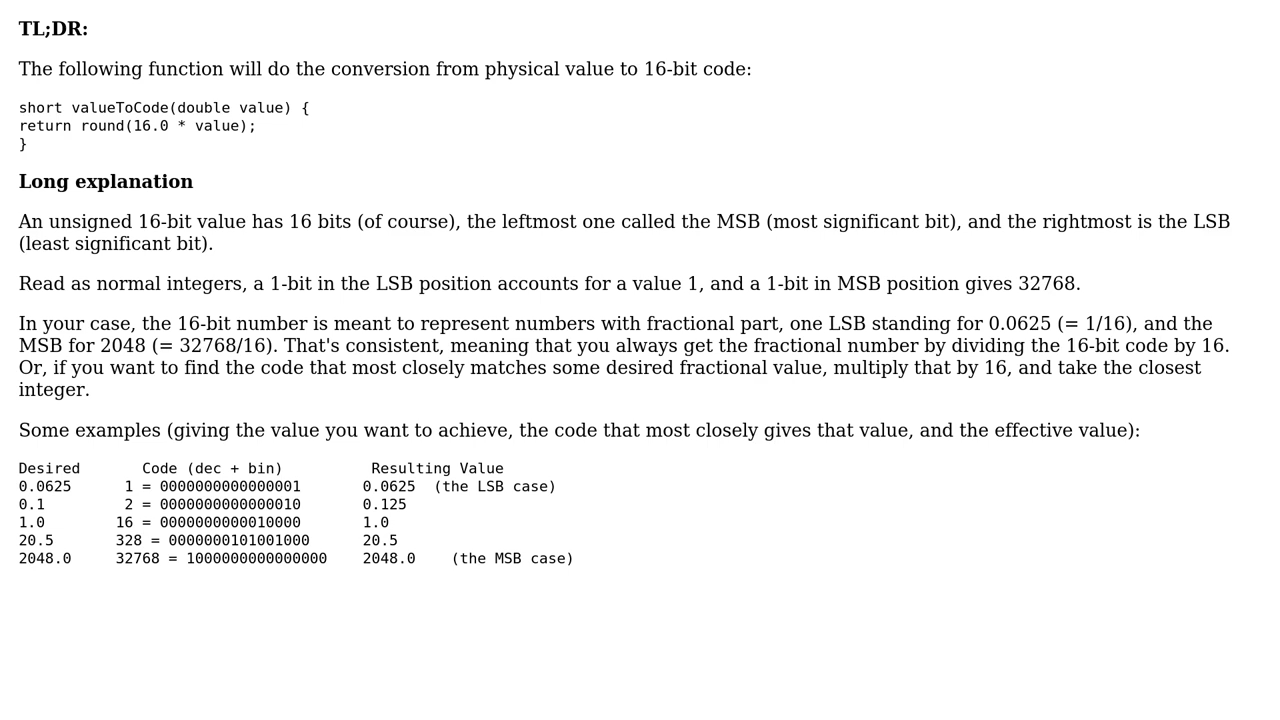 TL;DR:
The following function will do the conversion from physical value to 16-bit code:
short valueToCode(double value) {
return round(16.0 * value);
}
Long explanation
An unsigned 16-bit value has 16 bits (of course), the leftmost one called the MSB (most significant bit), and the rightmost is the LSB
(least significant bit).
Read as normal integers, a 1-bit in the LSB position accounts for a value 1, and a 1-bit in MSB position gives 32768.
In your case, the 16-bit number is meant to represent numbers with fractional part, one LSB standing for 0.0625 (= 1/16), and the
MSB for 2048 (= 32768/16). That's consistent, meaning that you always get the fractional number by dividing the 16-bit code by 16.
Or, if you want to find the code that most closely matches some desired fractional value, multiply that by 16, and take the closest
integer.
Some examples (giving the value you want to achieve, the code that most closely gives that value, and the effective value):
Desired       Code (dec + bin)          Resulting Value
0.0625      1 = 0000000000000001       0.0625  (the LSB case)
0.1         2 = 0000000000000010       0.125
1.0        16 = 0000000000010000       1.0
20.5       328 = 0000000101001000      20.5
2048.0     32768 = 1000000000000000    2048.0    (the MSB case)